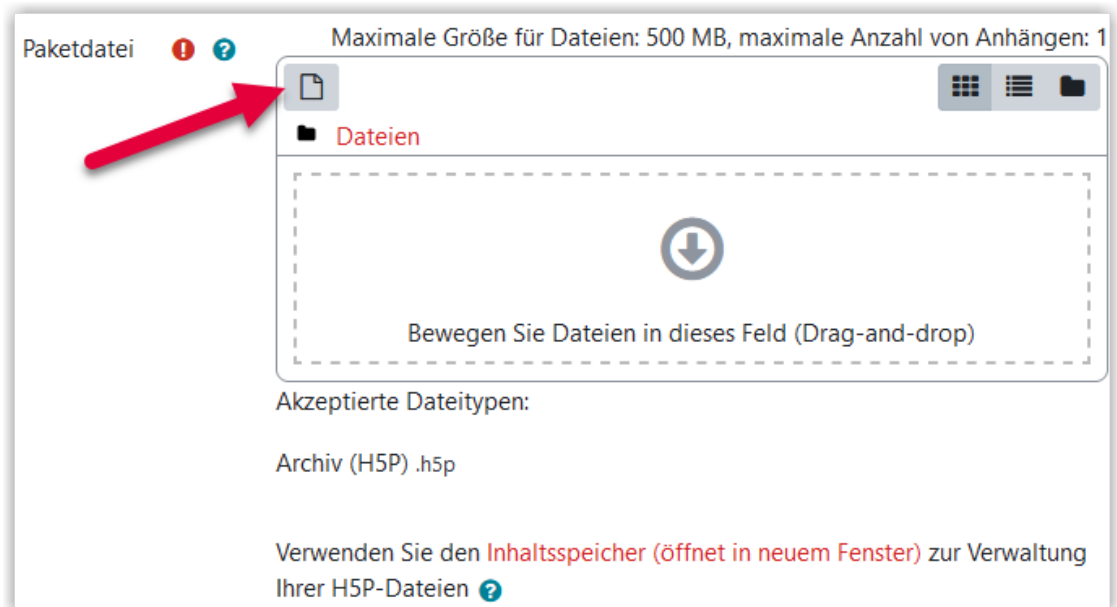 Paketdatei
Maximale Größe für Dateien: 500 MB, maximale Anzahl von Anhängen: 1
Dateien
Bewegen Sie Dateien in dieses Feld (Drag-and-drop)
Akzeptierte Dateitypen:
Archiv (H5P) .h5p
Verwenden Sie den Inhaltsspeicher (öffnet in neuem Fenster) zur Verwaltung
Ihrer H5P-Dateien